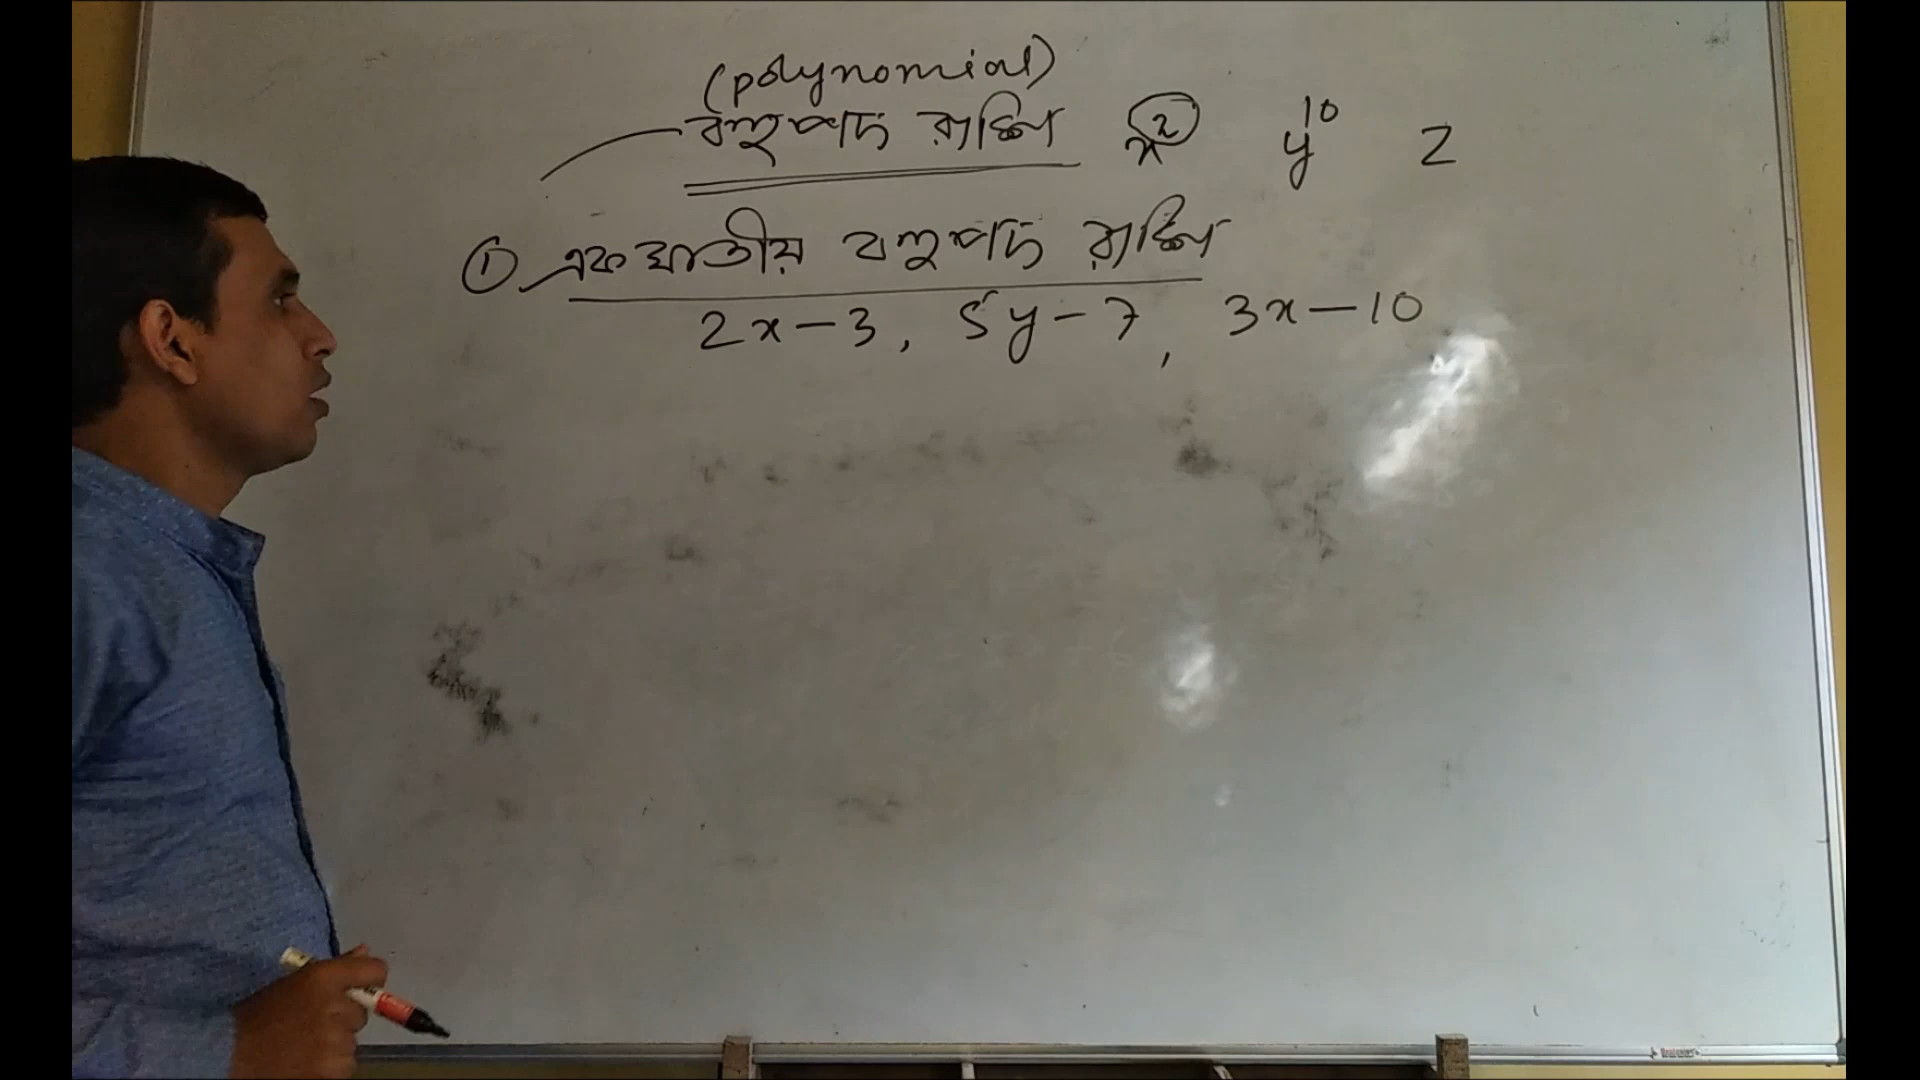 (polynomial)
বহুপদ রাশি x² y¹⁰ z
① একঘাতীয় বহুপদ রাশি
2x-3, 5y-7, 3x-10